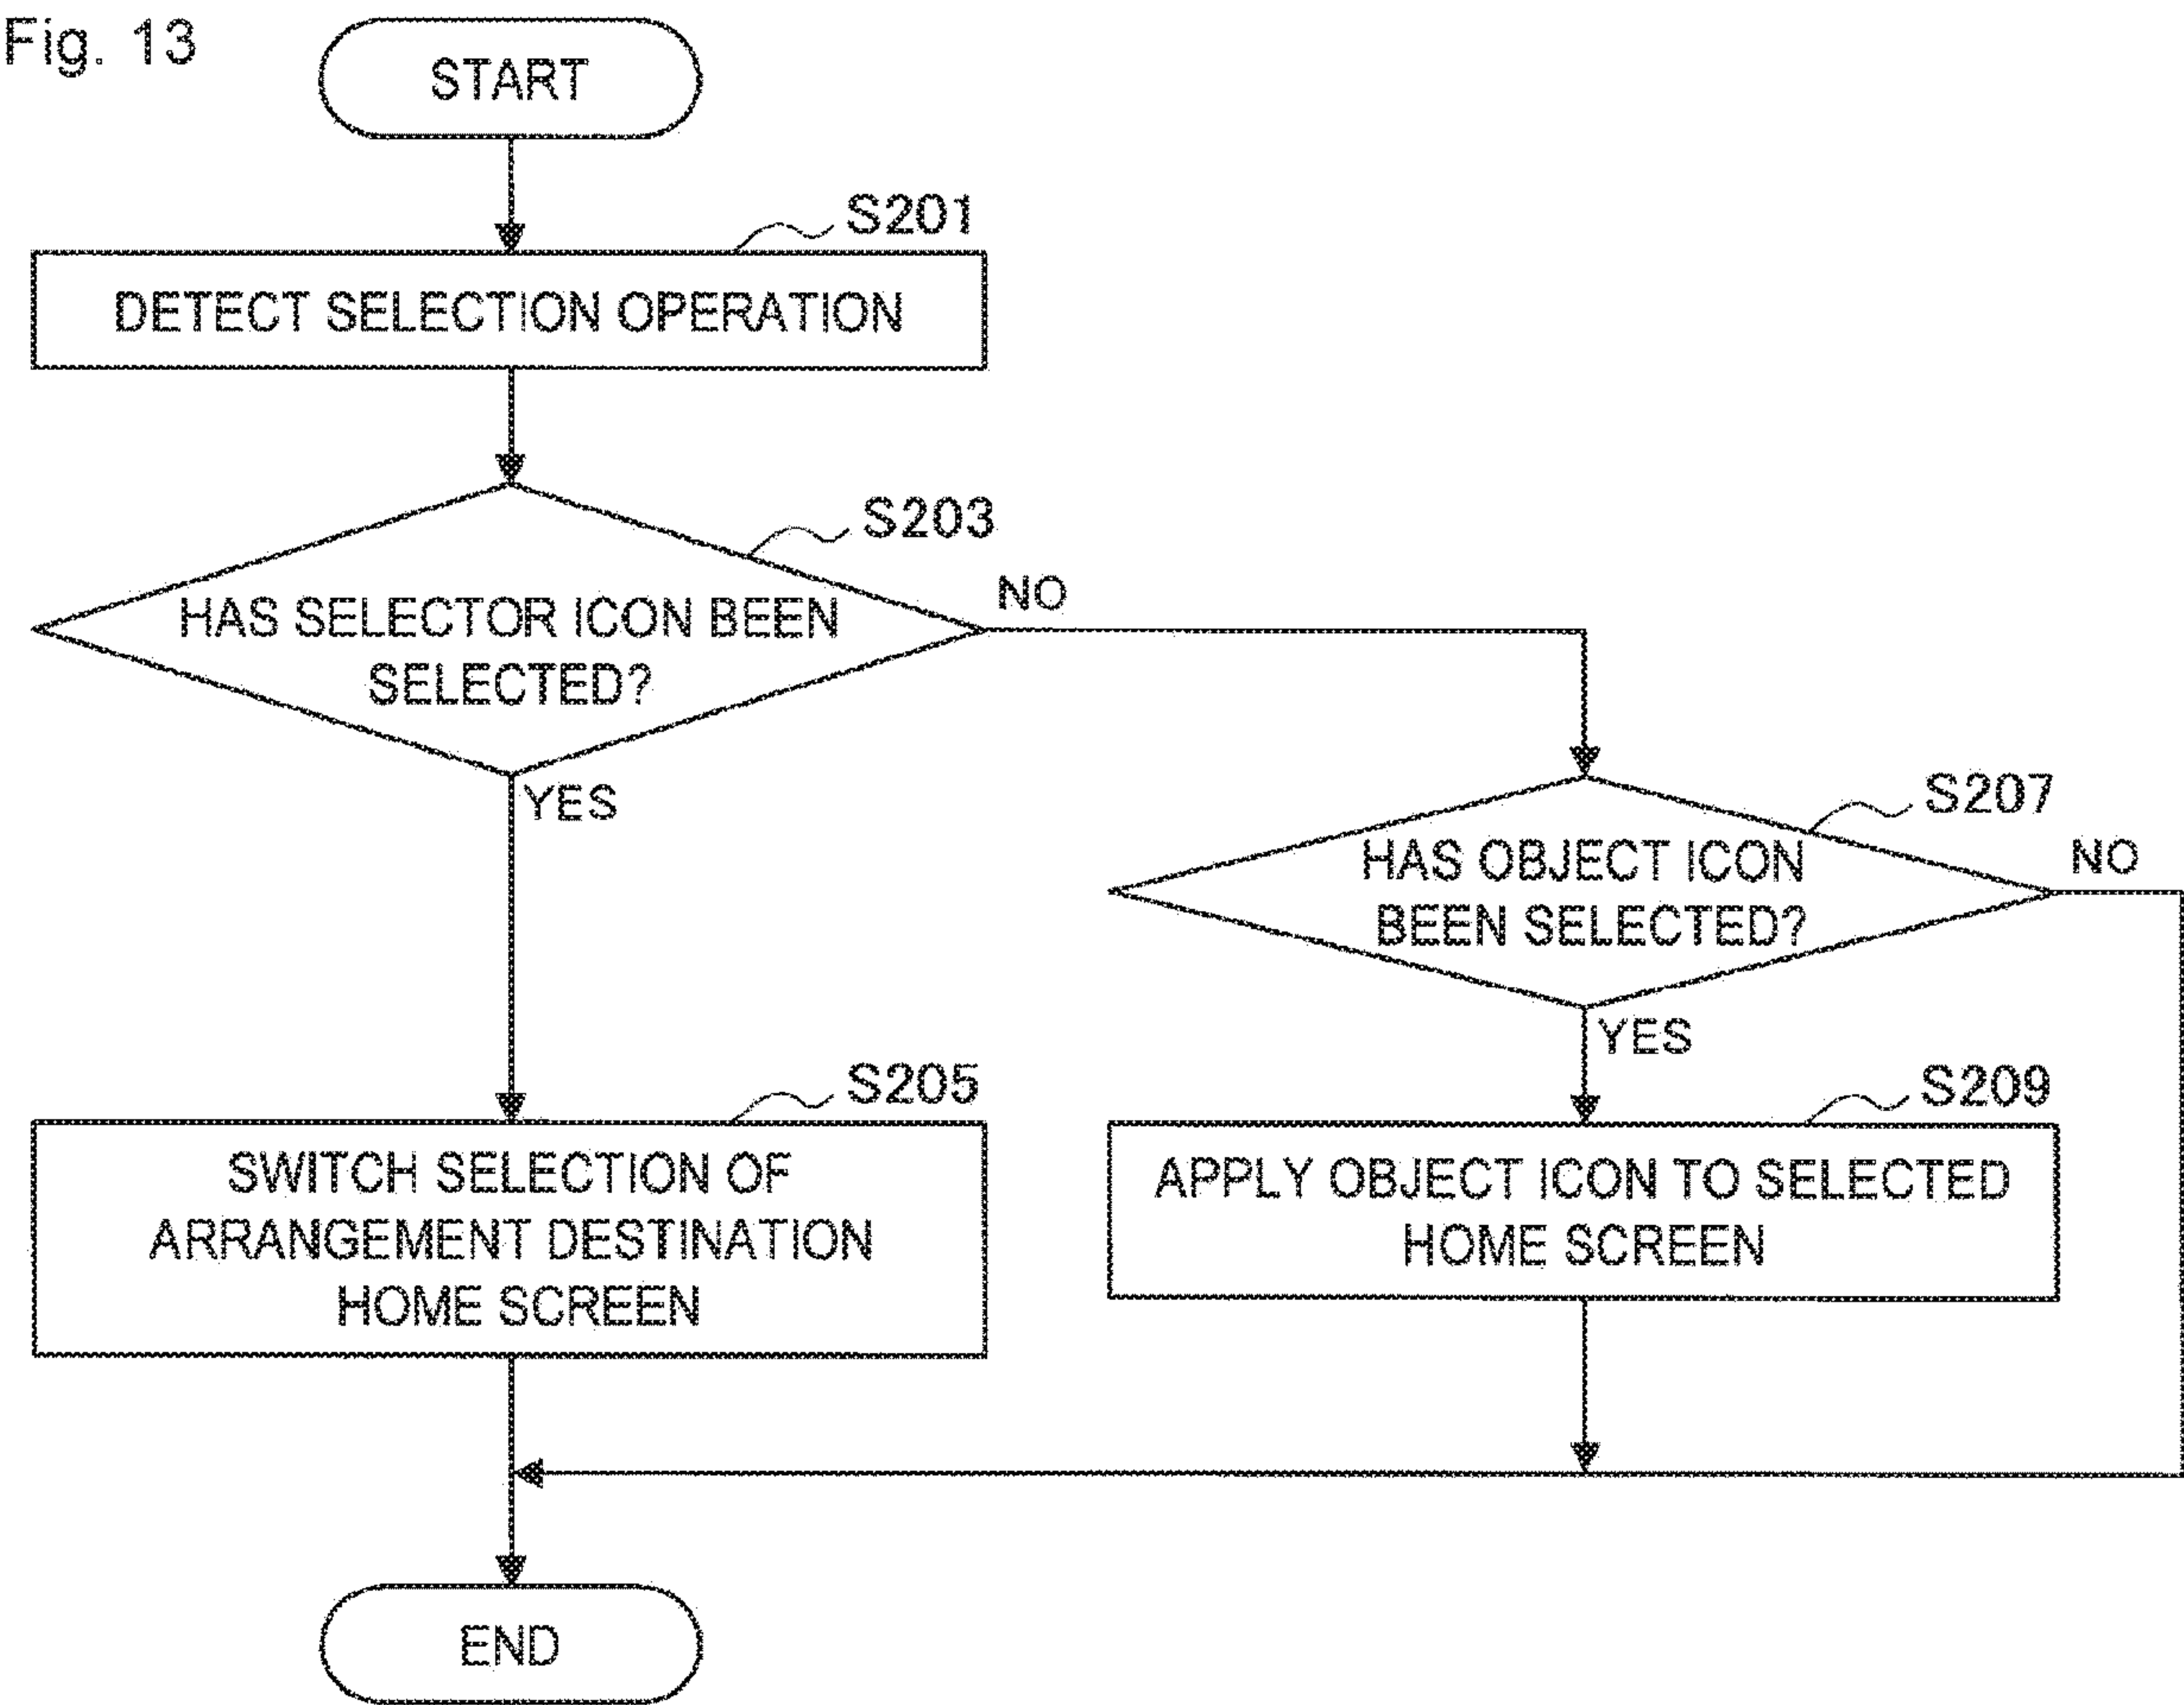 Fig. 13
START
S201
DETECT SELECTION OPERATION
S203
HAS SELECTOR ICON BEEN
SELECTED?
NO
YES
S207
HAS OBJECT ICON
BEEN SELECTED?
NO
YES
S205
SWITCH SELECTION OF
ARRANGEMENT DESTINATION
HOME SCREEN
S209
APPLY OBJECT ICON TO SELECTED
HOME SCREEN
END